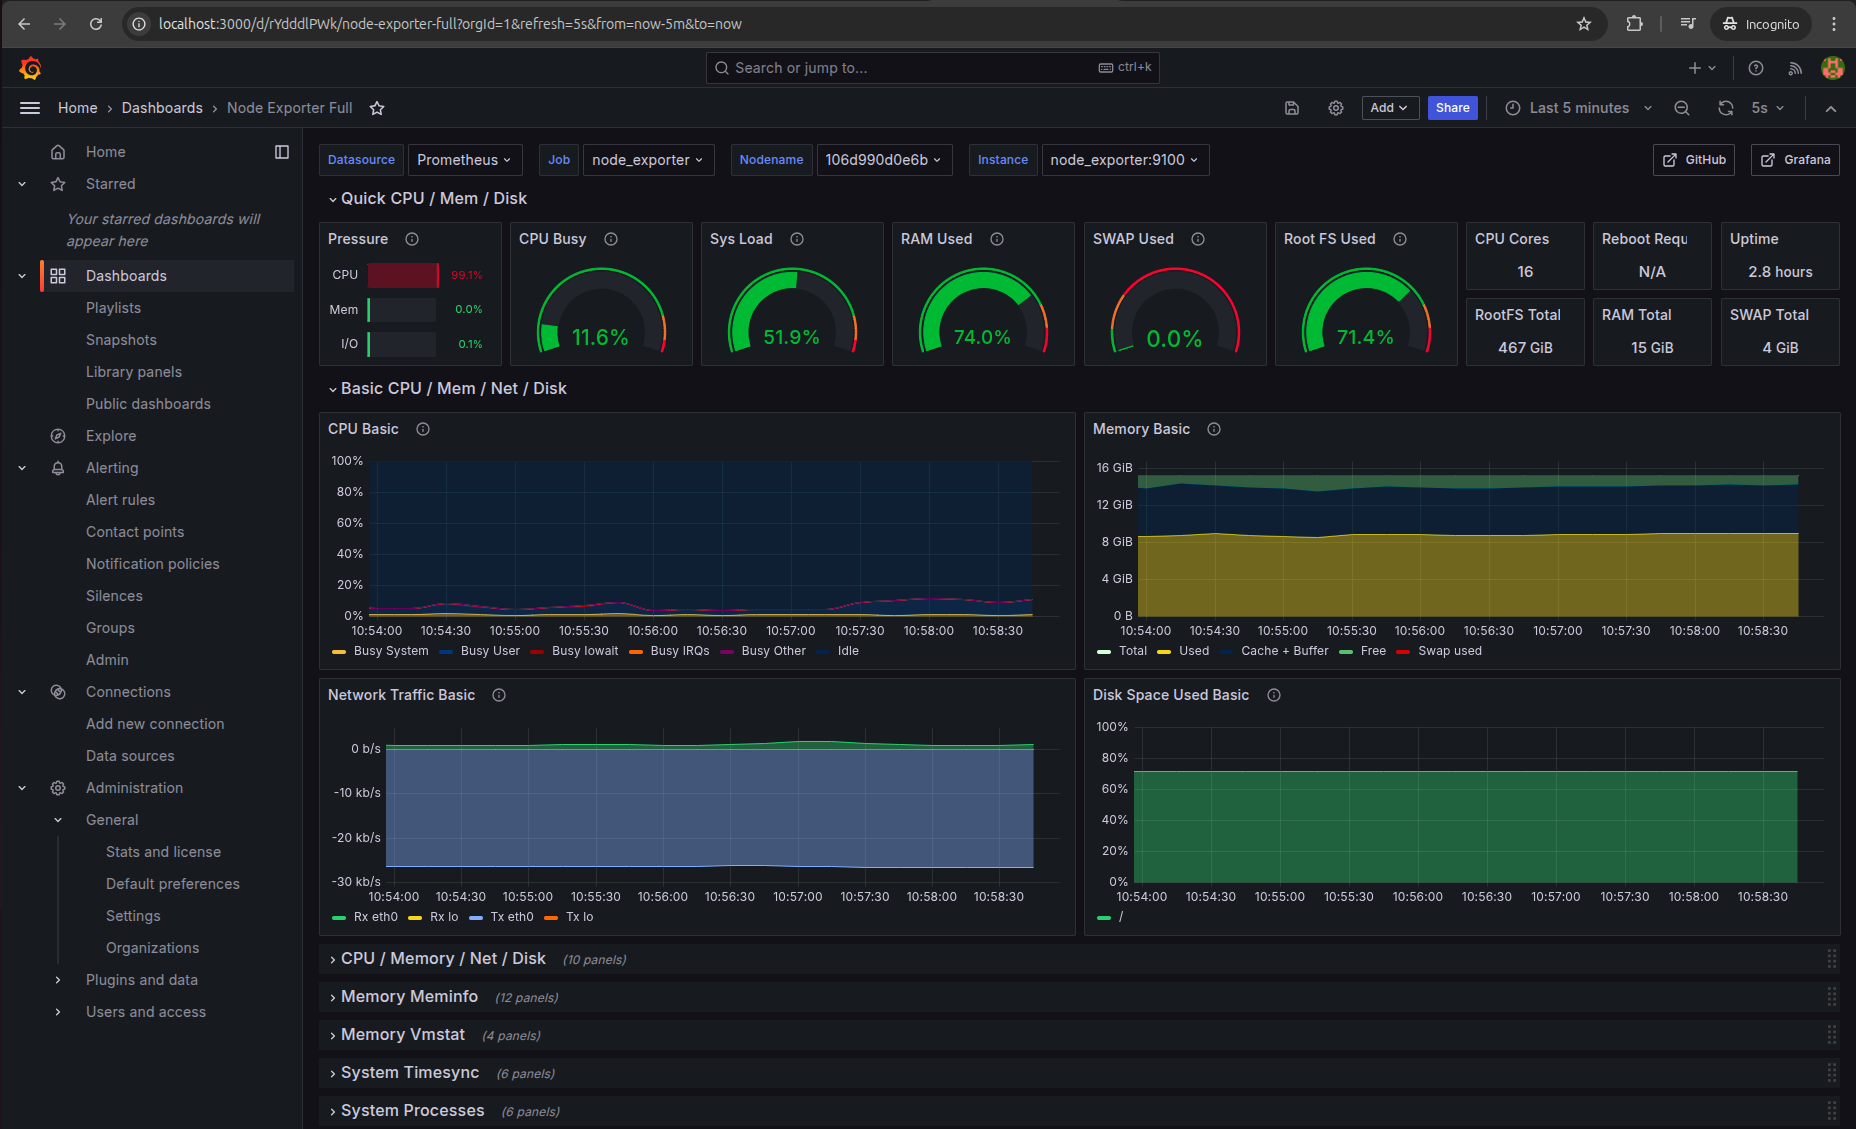 localhost:3000/d/rYdddlPWk/node-exporter-full?orgId=1&refresh=5s&from=now-5m&to=now
Incognito
Search or jump to...
ctrl+k
Home › Dashboards › Node Exporter Full
Add
Share
Last 5 minutes
5s
Home
Starred
Your starred dashboards will
appear here
Dashboards
Playlists
Snapshots
Library panels
Public dashboards
Explore
Alerting
Alert rules
Contact points
Notification policies
Silences
Groups
Admin
Connections
Add new connection
Data sources
Administration
General
Stats and license
Default preferences
Settings
Organizations
Plugins and data
Users and access
Datasource Prometheus Job node_exporter Nodename 106d990d0e6b Instance node_exporter:9100 GitHub Grafana
Quick CPU / Mem / Disk
Pressure
CPU 99.1%
Mem 0.0%
I/O 0.1%
CPU Busy
11.6%
Sys Load
51.9%
RAM Used
74.0%
SWAP Used
0.0%
Root FS Used
71.4%
CPU Cores
16
Reboot Requ
N/A
Uptime
2.8 hours
RootFS Total
467 GiB
RAM Total
15 GiB
SWAP Total
4 GiB
Basic CPU / Mem / Net / Disk
CPU Basic
100%
80%
60%
40%
20%
0%
10:54:00 10:54:30 10:55:00 10:55:30 10:56:00 10:56:30 10:57:00 10:57:30 10:58:00 10:58:30
Busy System Busy User Busy Iowait Busy IRQs Busy Other Idle
Memory Basic
16 GiB
12 GiB
8 GiB
4 GiB
0 B
10:54:00 10:54:30 10:55:00 10:55:30 10:56:00 10:56:30 10:57:00 10:57:30 10:58:00 10:58:30
Total Used Cache + Buffer Free Swap used
Network Traffic Basic
0 b/s
-10 kb/s
-20 kb/s
-30 kb/s
10:54:00 10:54:30 10:55:00 10:55:30 10:56:00 10:56:30 10:57:00 10:57:30 10:58:00 10:58:30
Rx eth0 Rx lo Tx eth0 Tx lo
Disk Space Used Basic
100%
80%
60%
40%
20%
0%
10:54:00 10:54:30 10:55:00 10:55:30 10:56:00 10:56:30 10:57:00 10:57:30 10:58:00 10:58:30
/
CPU / Memory / Net / Disk (10 panels)
Memory Meminfo (12 panels)
Memory Vmstat (4 panels)
System Timesync (6 panels)
System Processes (6 panels)